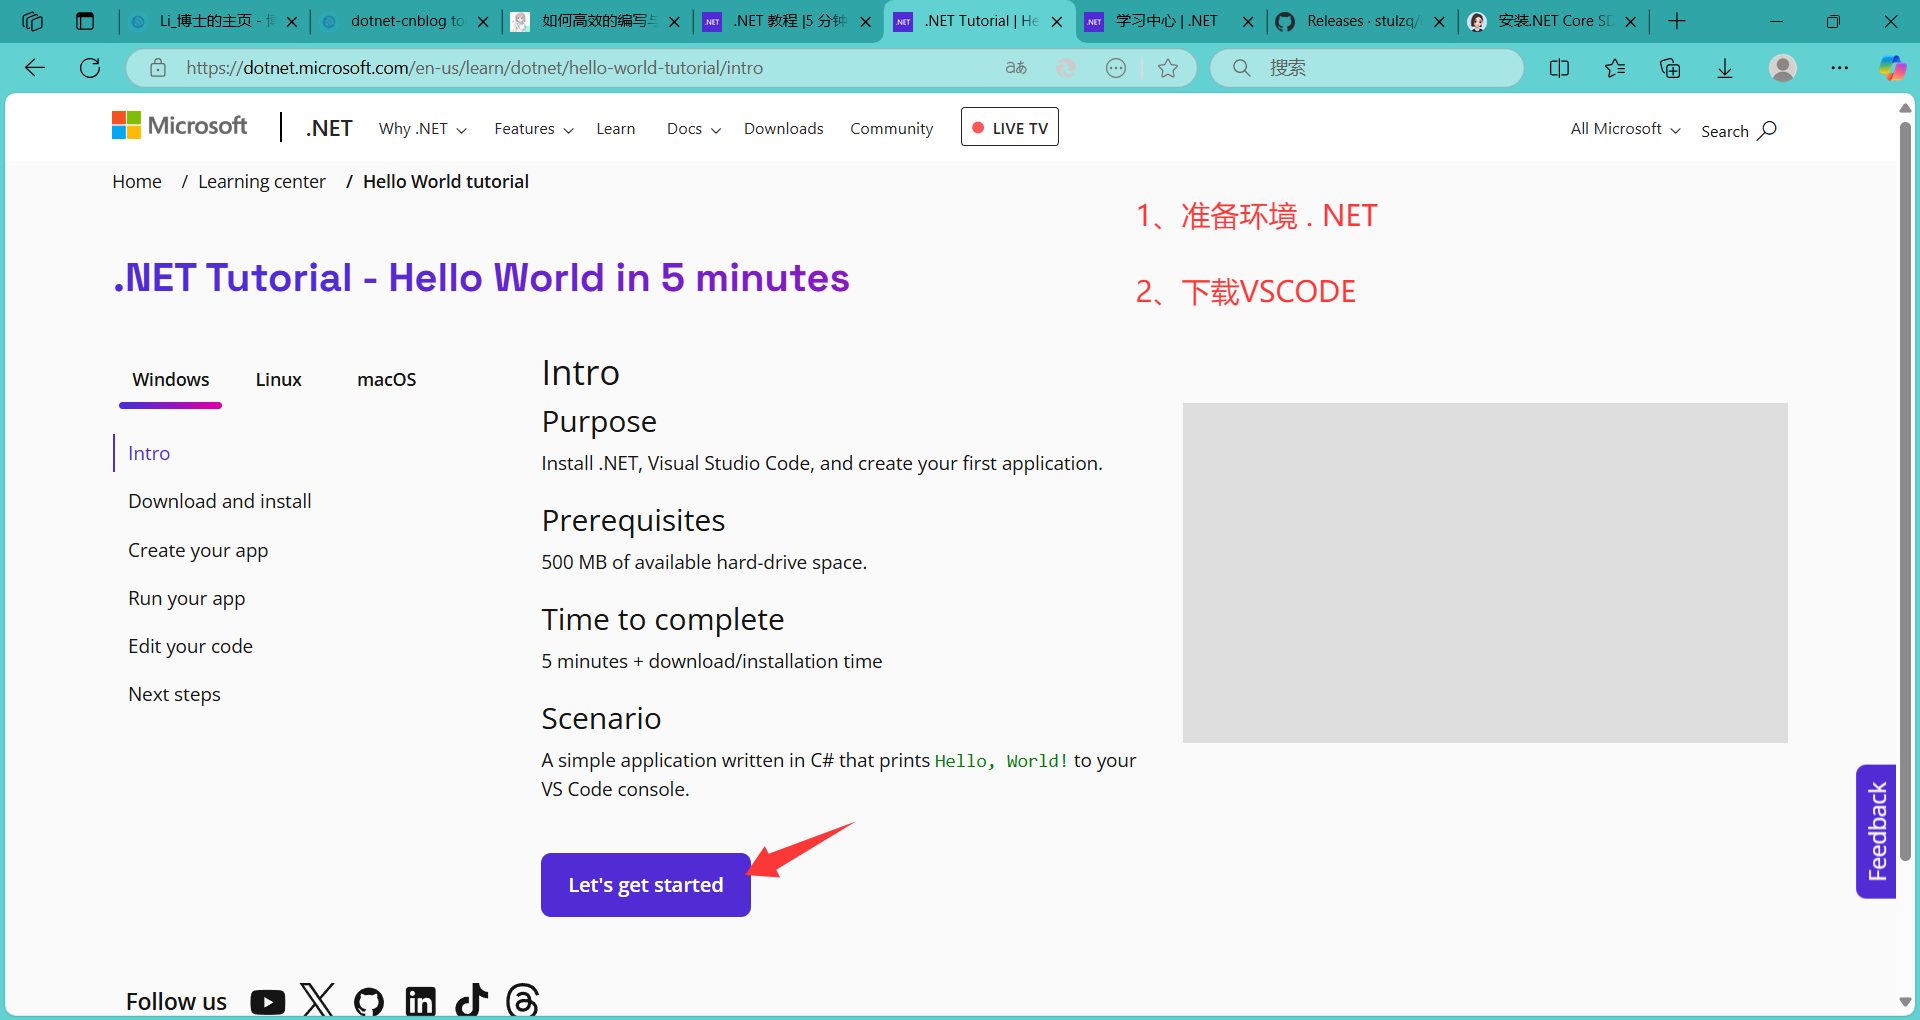 Li_博士的主页 - 博
dotnet-cnblog to
如何高效的编写与
.NET 教程 |5 分钟
.NET Tutorial | He
学习中心 | .NET
Releases · stulzq/
安装.NET Core SD
https://dotnet.microsoft.com/en-us/learn/dotnet/hello-world-tutorial/intro
搜索
Microsoft
.NET
Why .NET
Features
Learn
Docs
Downloads
Community
LIVE TV
All Microsoft
Search
Home / Learning center / Hello World tutorial
1、准备环境 . NET
.NET Tutorial - Hello World in 5 minutes
2、下载VSCODE
Windows
Linux
macOS
Intro
Download and install
Create your app
Run your app
Edit your code
Next steps
Intro
Purpose
Install .NET, Visual Studio Code, and create your first application.
Prerequisites
500 MB of available hard-drive space.
Time to complete
5 minutes + download/installation time
Scenario
A simple application written in C# that prints Hello, World! to your
VS Code console.
Let's get started
Feedback
Follow us